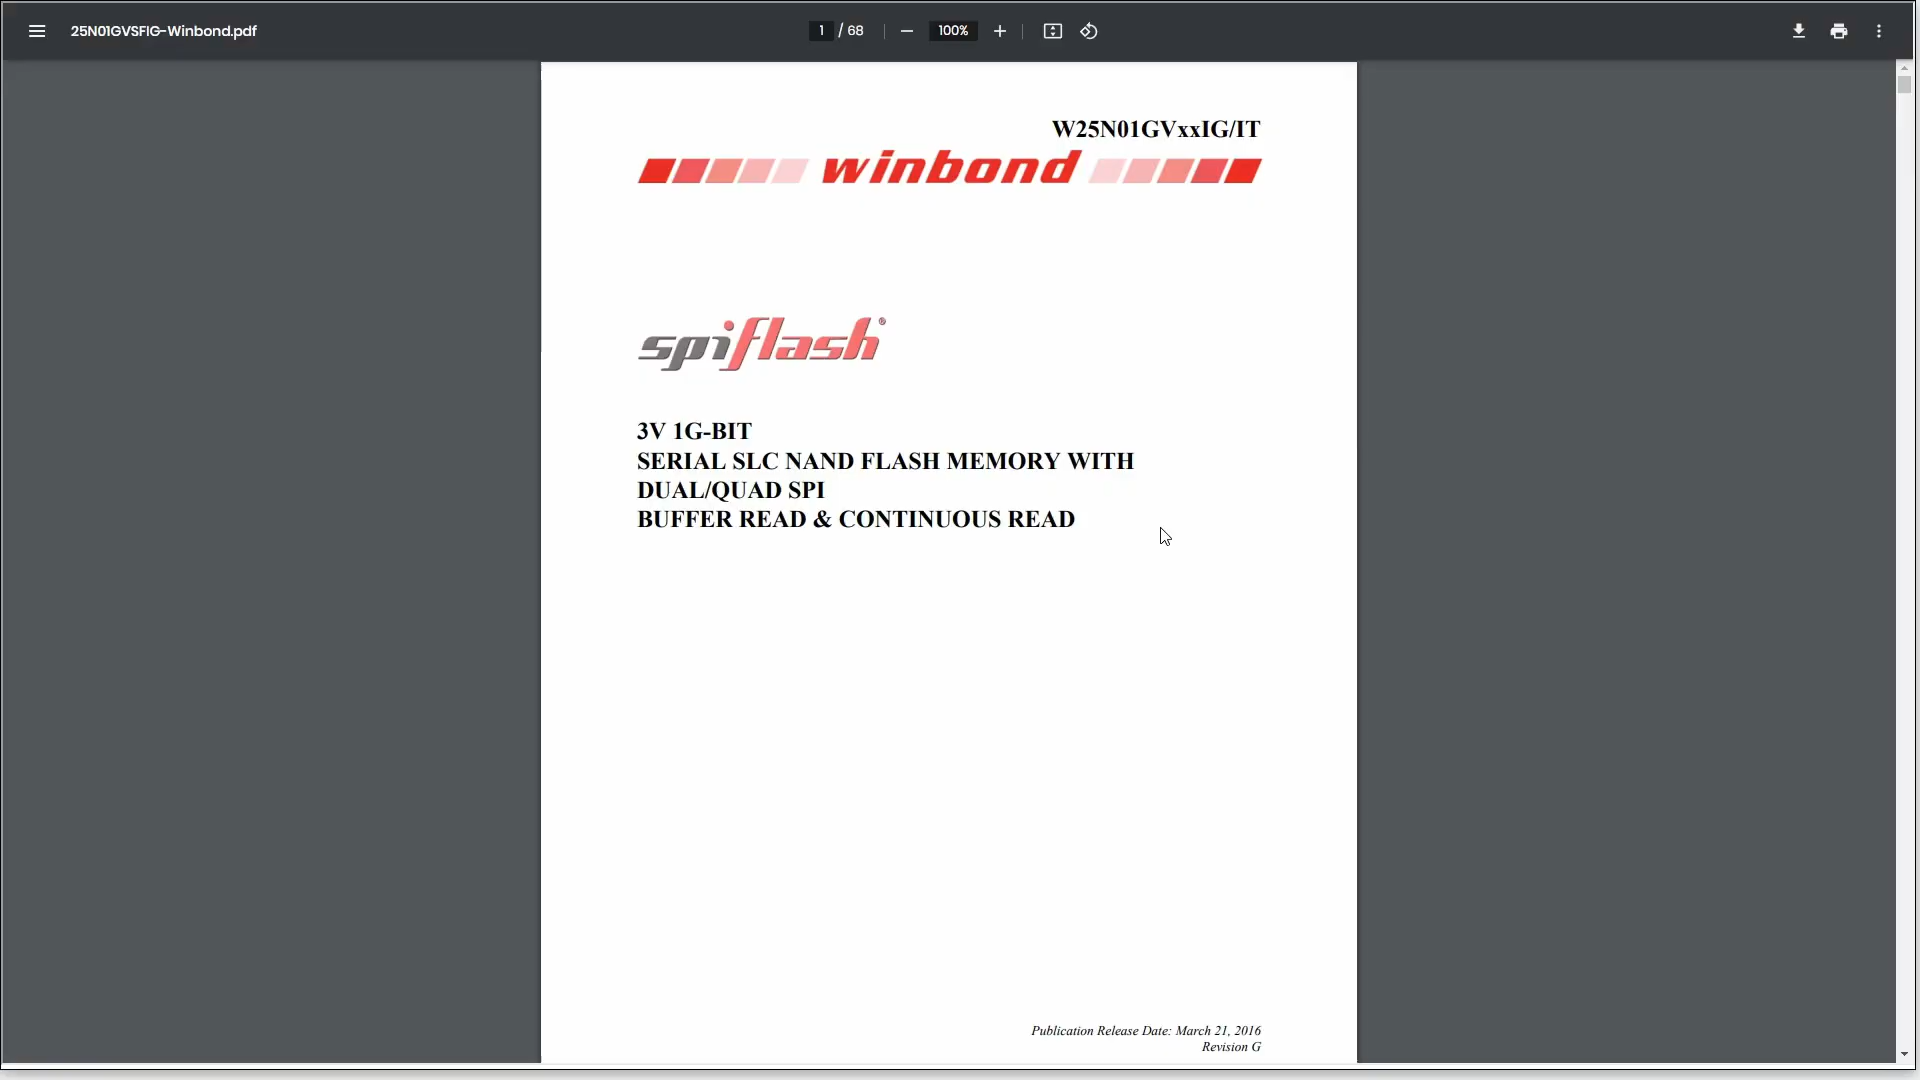 25N01GVSFIG-Winbond.pdf
1 / 68
100%
W25N01GVxxIG/IT
winbond
spiflash®
3V 1G-BIT
SERIAL SLC NAND FLASH MEMORY WITH
DUAL/QUAD SPI
BUFFER READ & CONTINUOUS READ
Publication Release Date: March 21, 2016
Revision G